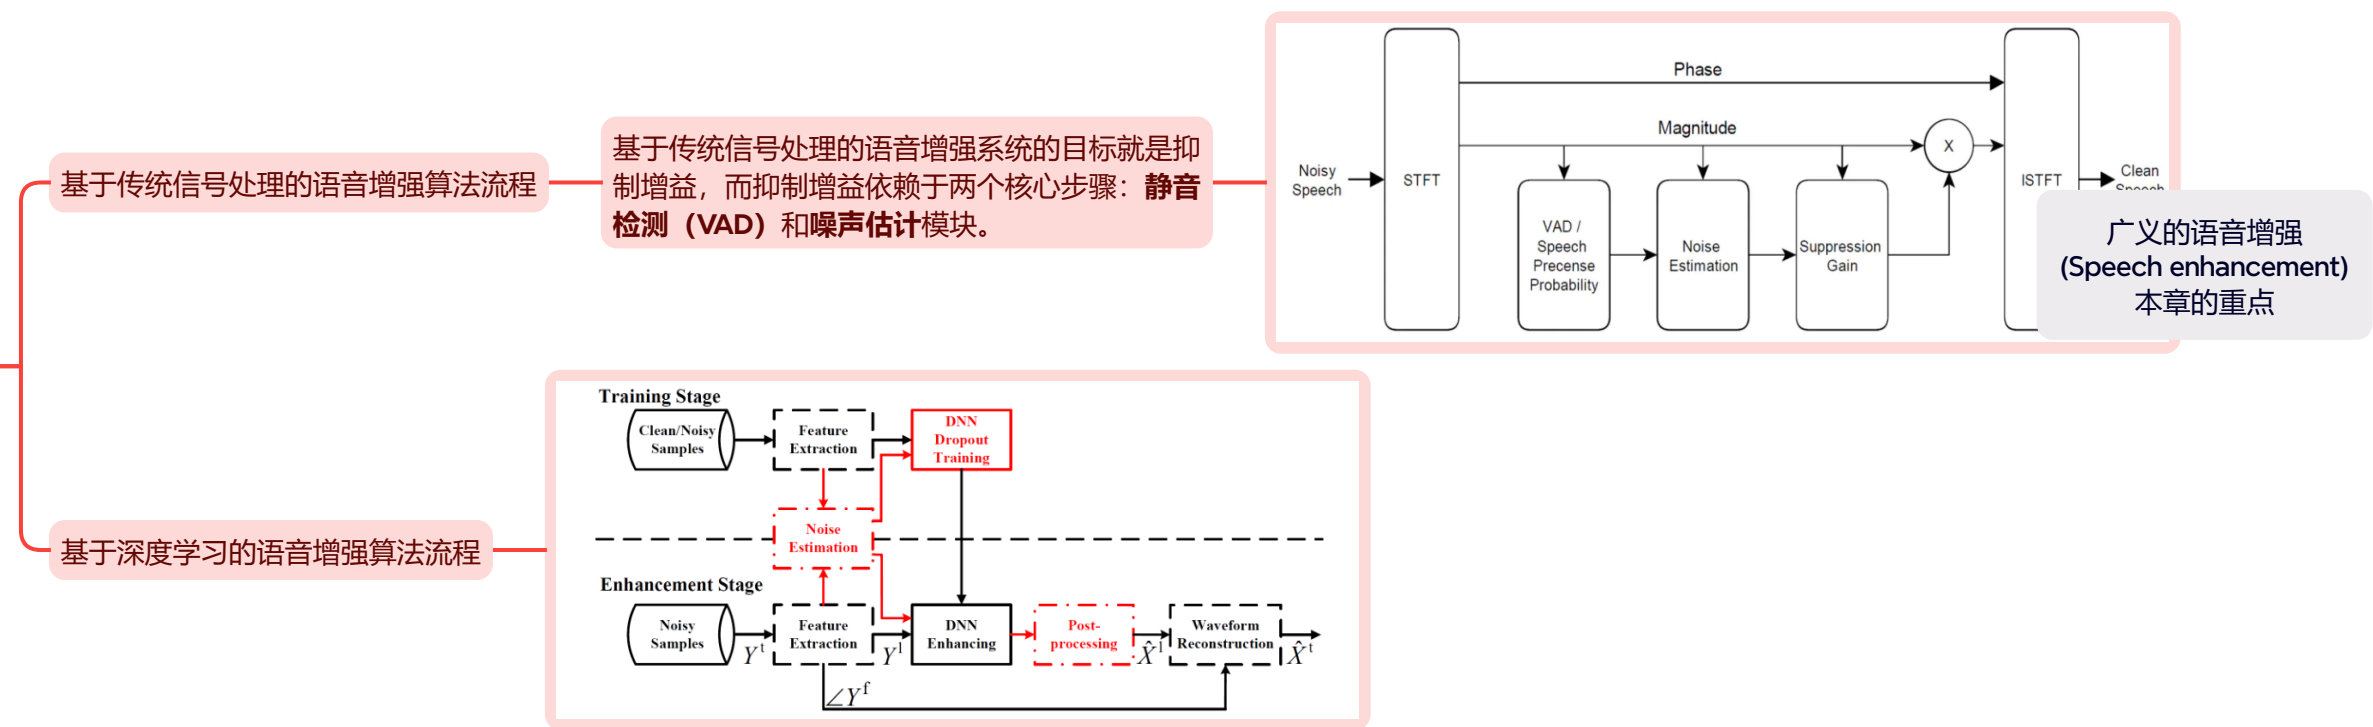 基于传统信号处理的语音增强算法流程
基于传统信号处理的语音增强系统的目标就是抑
制增益，而抑制增益依赖于两个核心步骤：静音
检测（VAD）和噪声估计模块。
Noisy
Speech
STFT
Phase
Magnitude
X
VAD /
Speech
Precense
Probability
Noise
Estimation
Suppression
Gain
ISTFT
Clean
Speech
广义的语音增强
(Speech enhancement)
本章的重点
基于深度学习的语音增强算法流程
Training Stage
Clean/Noisy
Samples
Feature
Extraction
DNN
Dropout
Training
Noise
Estimation
Enhancement Stage
Noisy
Samples
Y^t
Feature
Extraction
Y^l
DNN
Enhancing
Post-
processing
X̂^l
Waveform
Reconstruction
X̂^t
∠Y^f